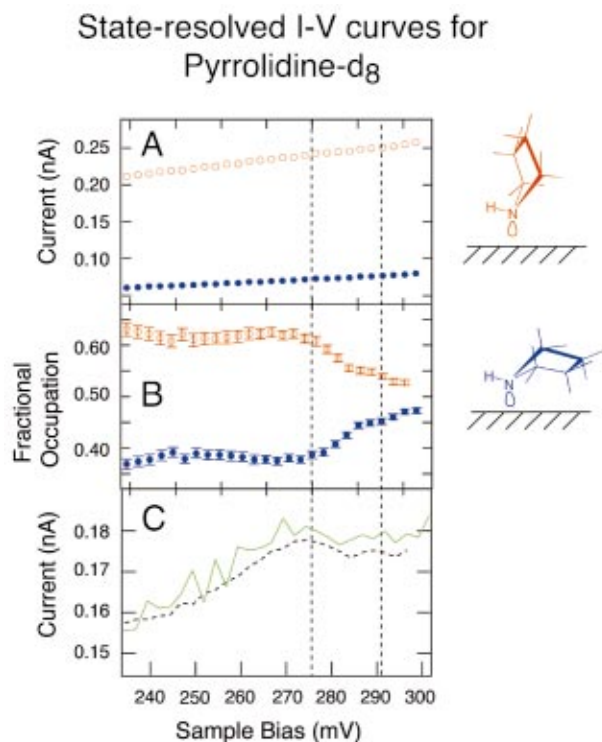 State-resolved I-V curves for
Pyrrolidine-d8
A
Current (nA)
0.25
0.20
0.15
0.10
H
N
B
Fractional
Occupation
0.60
0.50
0.40
H
N
C
Current (nA)
0.18
0.17
0.16
0.15
240 250 260 270 280 290 300
Sample Bias (mV)